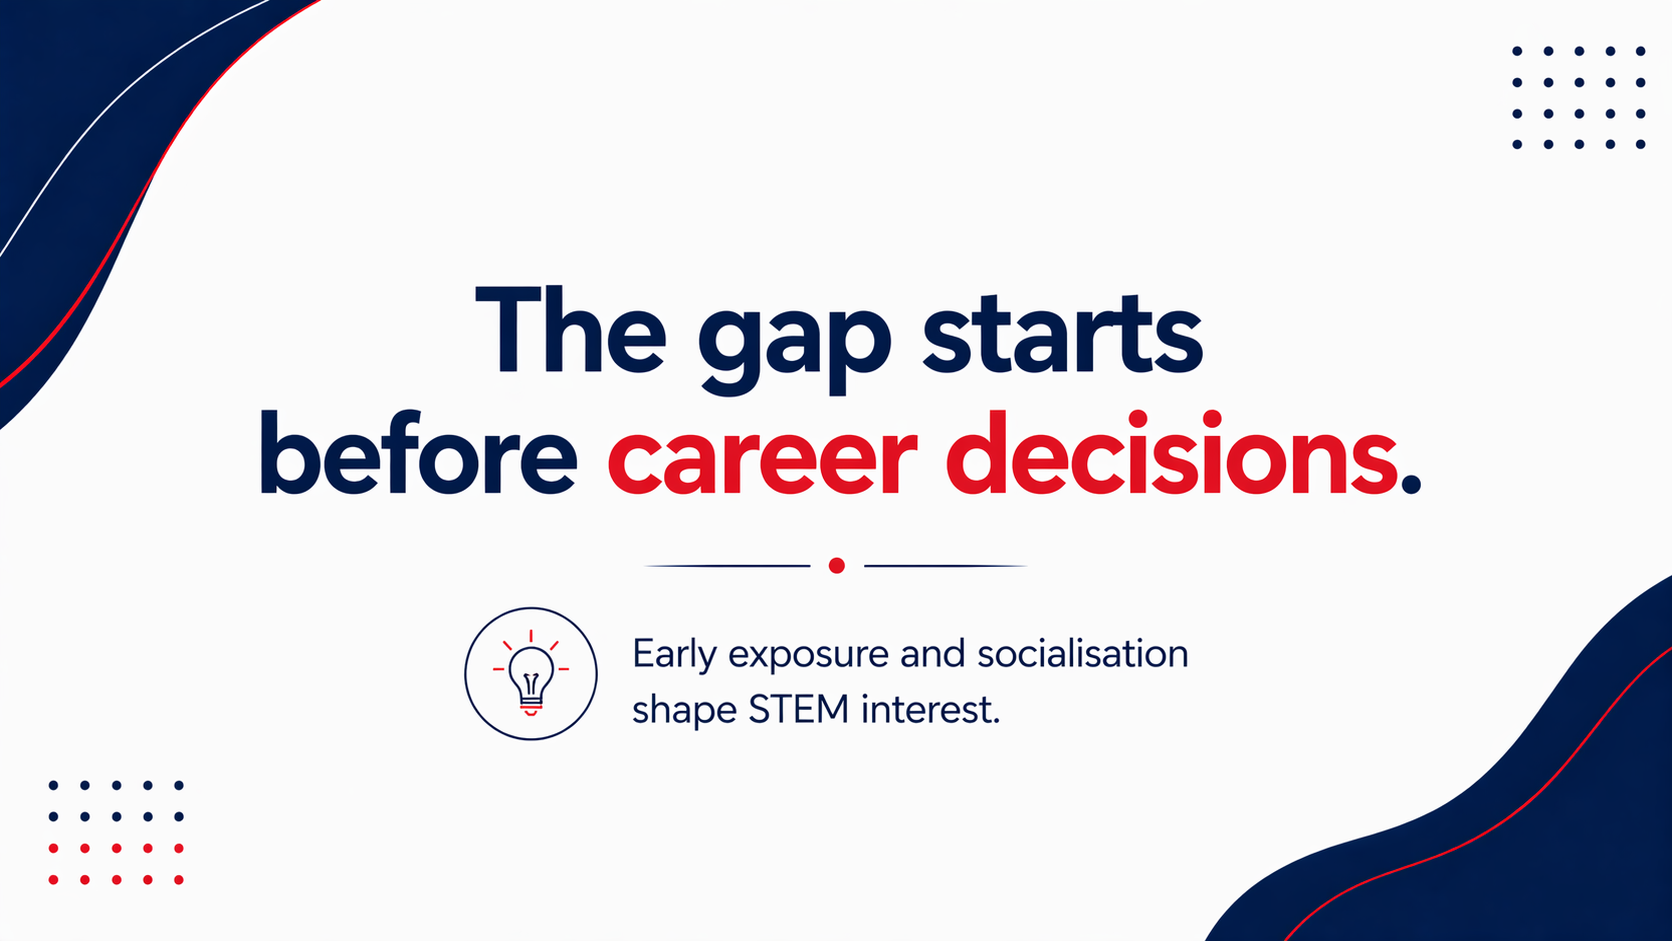 The gap starts
before career decisions.
Early exposure and socialisation
shape STEM interest.